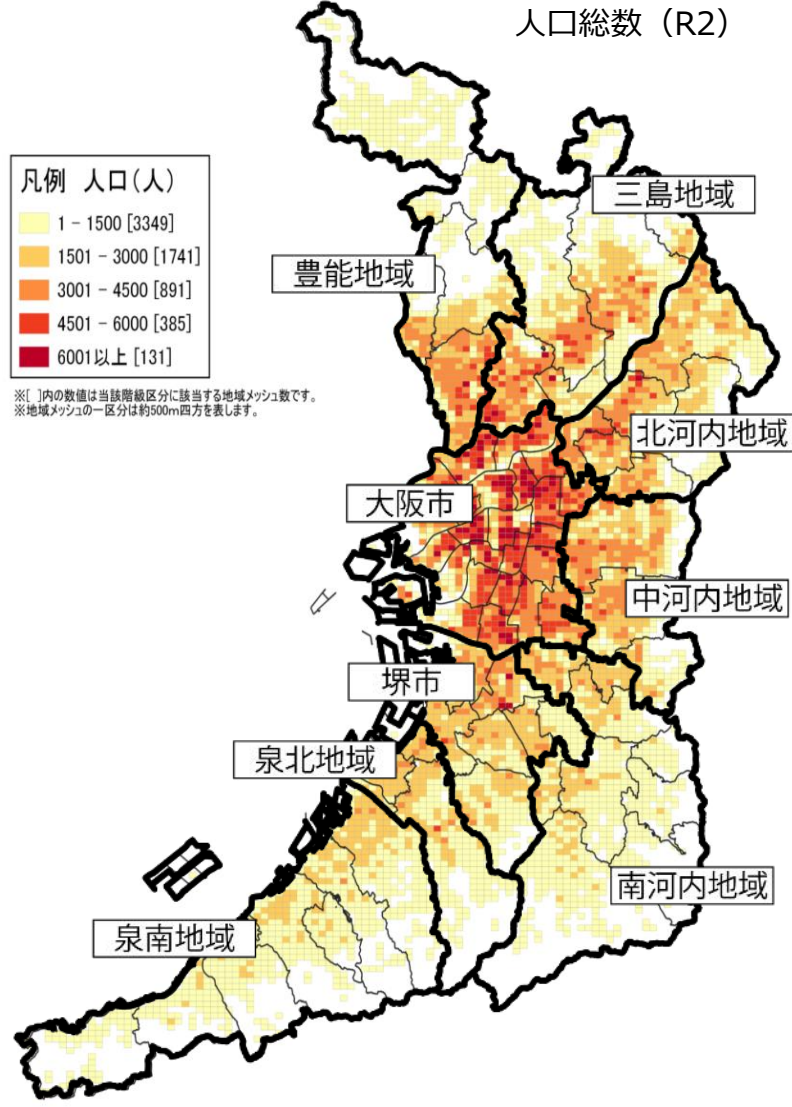 人口総数（R2）
凡例 人口（人）
1 － 1500 [3349]
1501 － 3000 [1741]
3001 － 4500 [891]
4501 － 6000 [385]
6001以上 [131]
※[ ]内の数値は当該階級区分に該当する地域メッシュ数です。
※地域メッシュの一区分は約500m四方を表します。
三島地域
豊能地域
北河内地域
大阪市
中河内地域
堺市
泉北地域
南河内地域
泉南地域